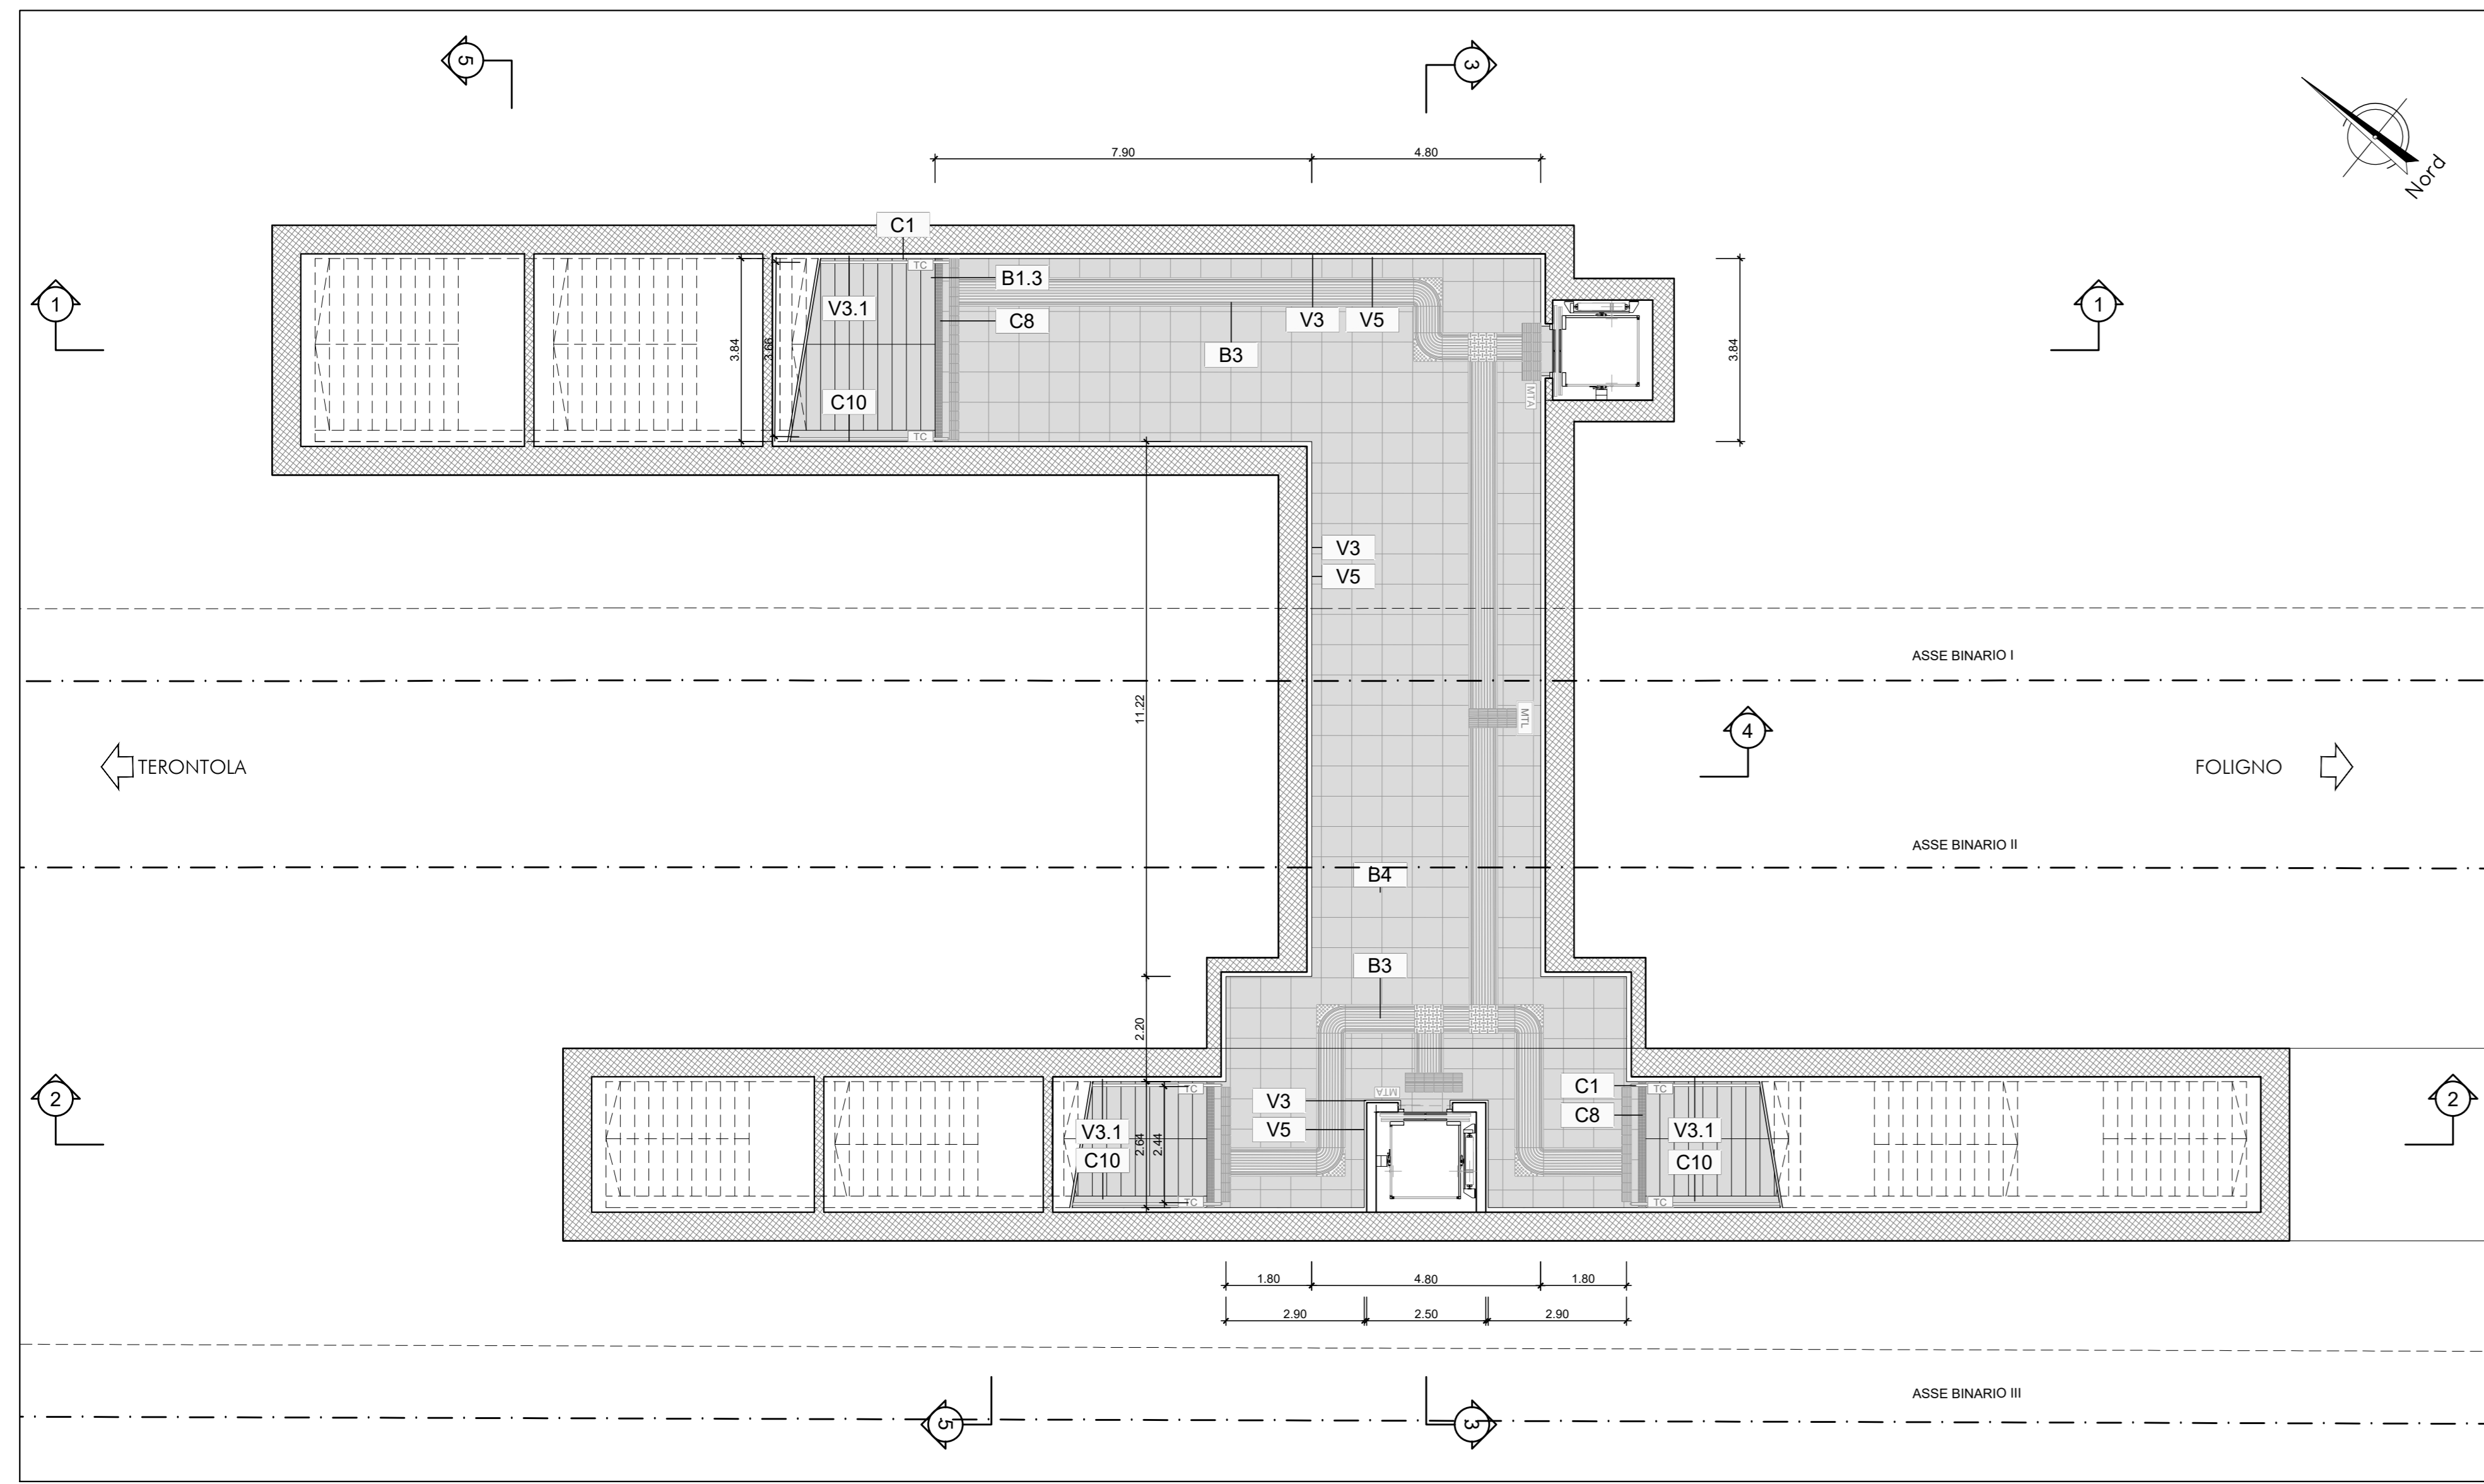 5
3
Nord
7.90
4.80
C1
TC
B1.3
V3.1
C8
V3
V5
B3
1
1
3.84
3.66
3.84
C10
MTA
TC
V3
V5
ASSE BINARIO I
11.22
MTL
4
TERONTOLA
FOLIGNO
ASSE BINARIO II
B4
B3
2.20
2
TC
C1
TC
2
V3
MTA
C8
V3.1
2.64
2.44
V5
V3.1
C10
C10
TC
TC
1.80
4.80
1.80
2.90
2.50
2.90
ASSE BINARIO III
5
3